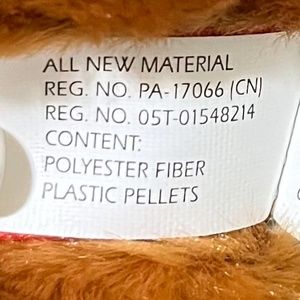 ALL NEW MATERIAL
REG. NO. PA-17066 (CN)
REG. NO. 05T-01548214
CONTENT:
POLYESTER FIBER
PLASTIC PELLETS